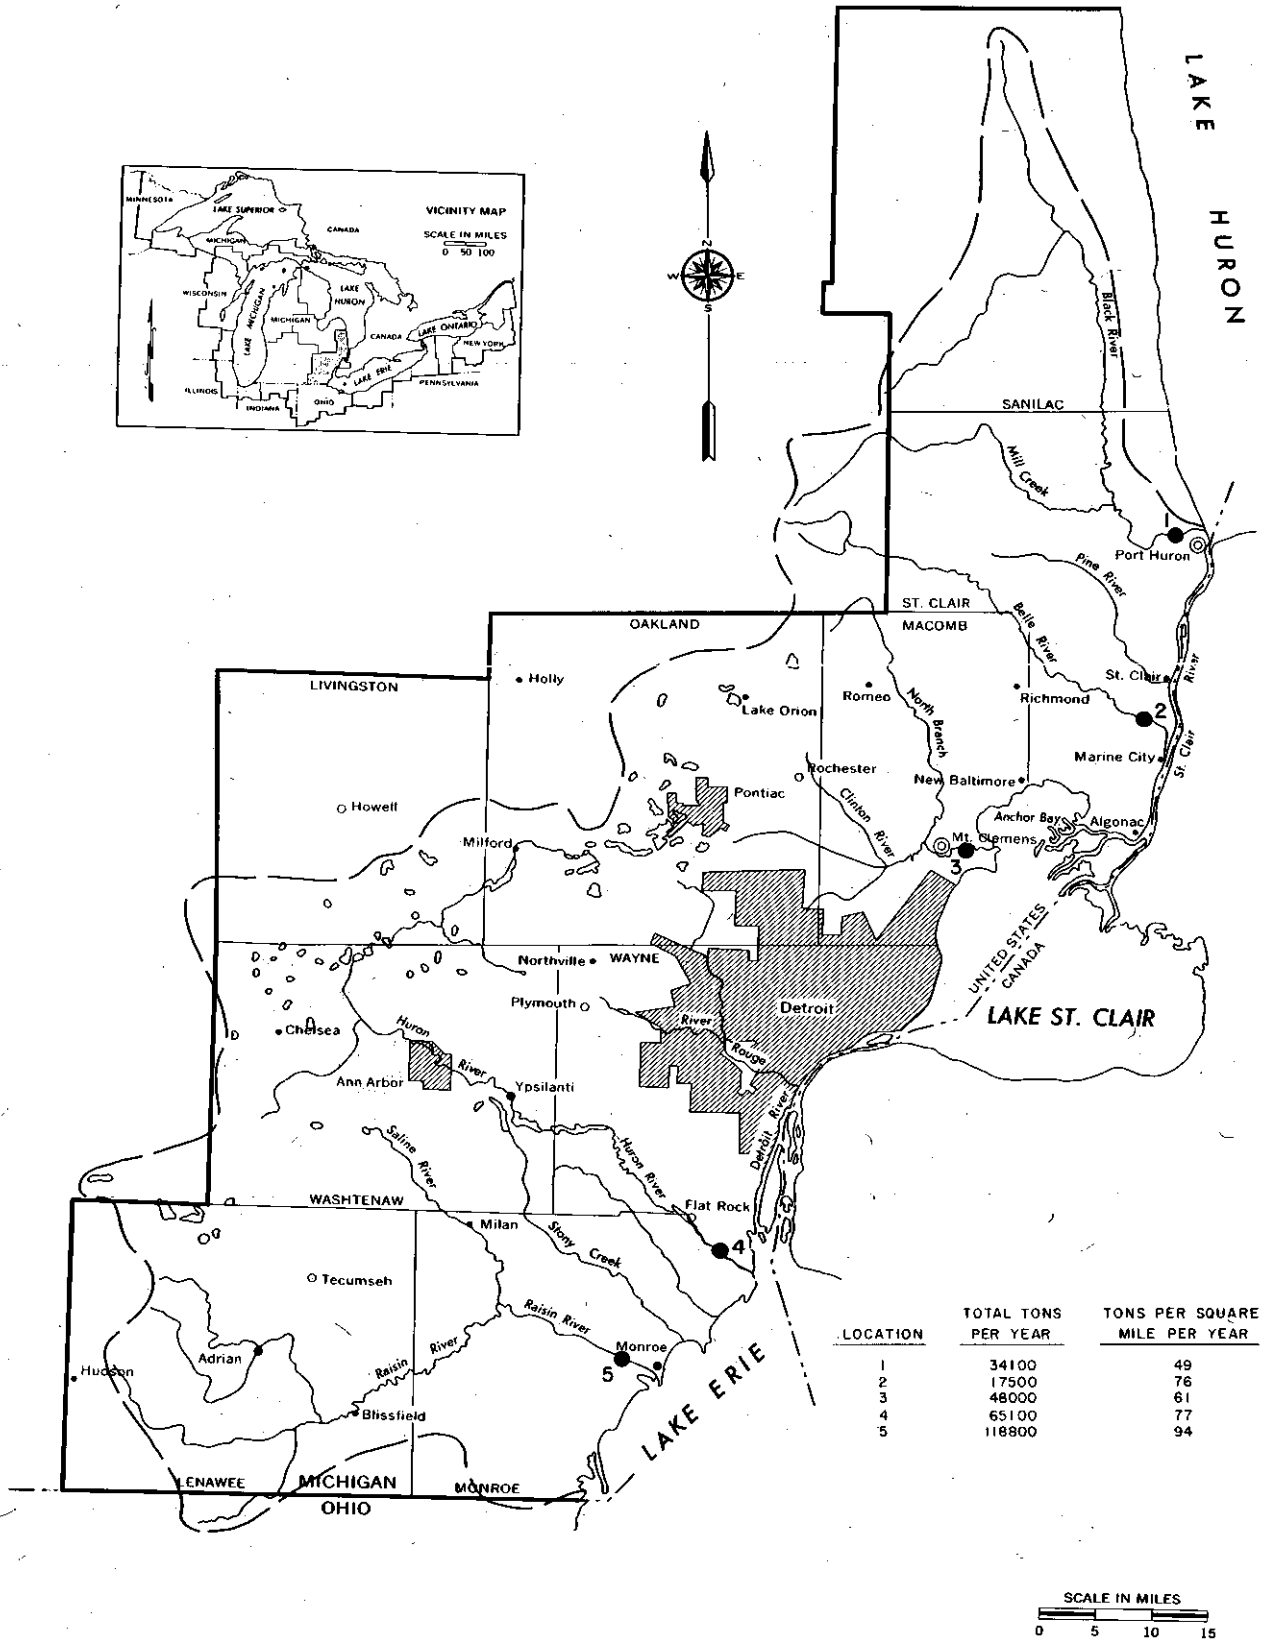 LAKE
HURON
MINNESOTA
LAKE SUPERIOR
VICINITY MAP
CANADA
SCALE IN MILES
0 50 100
MICHIGAN
WISCONSIN
LAKE
HURON
LAKE MICHIGAN
MICHIGAN
CANADA
LAKE ONTARIO
NEW YORK
LAKE ERIE
PENNSYLVANIA
ILLINOIS
INDIANA
OHIO
N
W E
S
Black River
SANILAC
Mill Creek
1
Port Huron
Pine River
ST. CLAIR
MACOMB
Belle River
OAKLAND
LIVINGSTON
Holly
Lake Orion
Romeo
North Branch
Richmond
St. Clair
St. Clair River
2
Marine City
Rochester
New Baltimore
Howell
Pontiac
Clinton River
Anchor Bay
Algonac
Milford
Mt. Clemens
3
UNITED STATES
CANADA
LAKE ST. CLAIR
Northville
WAYNE
Plymouth
Detroit
River Rouge
Chelsea
Huron River
Ann Arbor
Ypsilanti
Detroit River
Saline River
Huron River
WASHTENAW
Flat Rock
Milan
Stony Creek
4
Tecumseh
Raisin River
Monroe
5
Adrian
Hudson
Raisin River
Blissfield
LAKE ERIE
LENAWEE
MICHIGAN
MONROE
OHIO
LOCATION TOTAL TONS PER YEAR TONS PER SQUARE MILE PER YEAR
1 34100 49
2 17500 76
3 48000 61
4 65100 77
5 118800 94
SCALE IN MILES
0 5 10 15